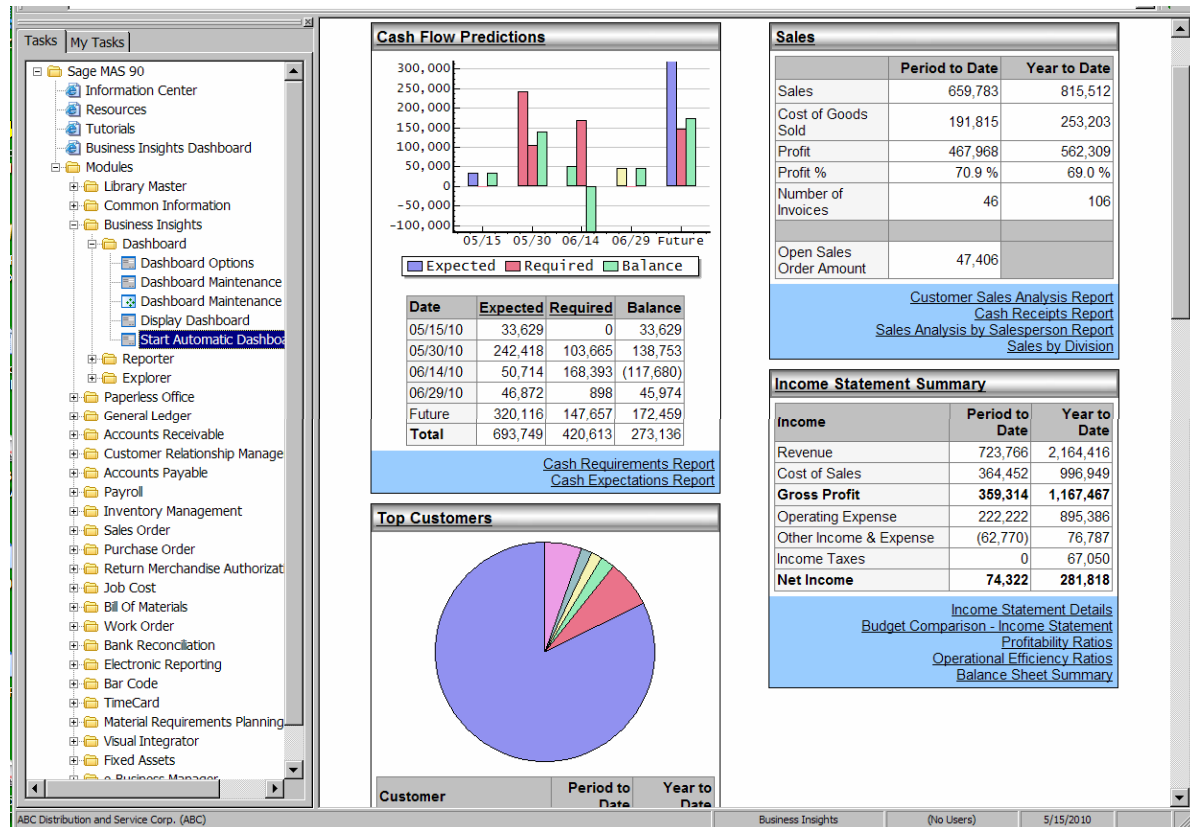 Tasks My Tasks
Sage MAS 90
Information Center
Resources
Tutorials
Business Insights Dashboard
Modules
Library Master
Common Information
Business Insights
Dashboard
Dashboard Options
Dashboard Maintenance
Dashboard Maintenance
Display Dashboard
Start Automatic Dashboa
Reporter
Explorer
Paperless Office
General Ledger
Accounts Receivable
Customer Relationship Manage
Accounts Payable
Payroll
Inventory Management
Sales Order
Purchase Order
Return Merchandise Authorizat
Job Cost
Bill Of Materials
Work Order
Bank Reconciliation
Electronic Reporting
Bar Code
TimeCard
Material Requirements Planning
Visual Integrator
Fixed Assets
e-Business Manager
Cash Flow Predictions
300,000
250,000
200,000
150,000
100,000
50,000
0
-50,000
-100,000
05/15 05/30 06/14 06/29 Future
Expected Required Balance
Date Expected Required Balance
05/15/10 33,629 0 33,629
05/30/10 242,418 103,665 138,753
06/14/10 50,714 168,393 (117,680)
06/29/10 46,872 898 45,974
Future 320,116 147,657 172,459
Total 693,749 420,613 273,136
Cash Requirements Report
Cash Expectations Report
Top Customers
Customer Period to Date Year to Date
Sales
Period to Date Year to Date
Sales 659,783 815,512
Cost of Goods Sold 191,815 253,203
Profit 467,968 562,309
Profit % 70.9 % 69.0 %
Number of Invoices 46 106
Open Sales Order Amount 47,406
Customer Sales Analysis Report
Cash Receipts Report
Sales Analysis by Salesperson Report
Sales by Division
Income Statement Summary
Income Period to Date Year to Date
Revenue 723,766 2,164,416
Cost of Sales 364,452 996,949
Gross Profit 359,314 1,167,467
Operating Expense 222,222 895,386
Other Income & Expense (62,770) 76,787
Income Taxes 0 67,050
Net Income 74,322 281,818
Income Statement Details
Budget Comparison - Income Statement
Profitability Ratios
Operational Efficiency Ratios
Balance Sheet Summary
ABC Distribution and Service Corp. (ABC) Business Insights (No Users) 5/15/2010